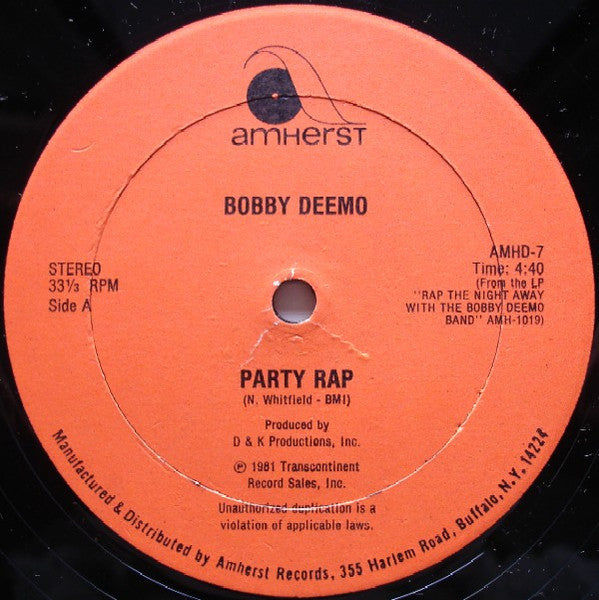 amherst
BOBBY DEEMO
STEREO
33⅓ RPM
Side A
AMHD-7
Time: 4:40
(From the LP
"RAP THE NIGHT AWAY
WITH THE BOBBY DEEMO
BAND" AMH-1019)
PARTY RAP
(N. Whitfield - BMI)
Produced by
D & K Productions, Inc.
℗ 1981 Transcontinent
Record Sales, Inc.
Unauthorized duplication is a
violation of applicable laws.
Manufactured & Distributed by Amherst Records, 355 Harlem Road, Buffalo, N.Y. 14224